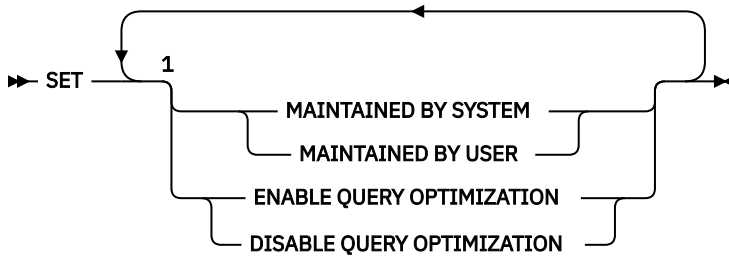 1
SET
MAINTAINED BY SYSTEM
MAINTAINED BY USER
ENABLE QUERY OPTIMIZATION
DISABLE QUERY OPTIMIZATION